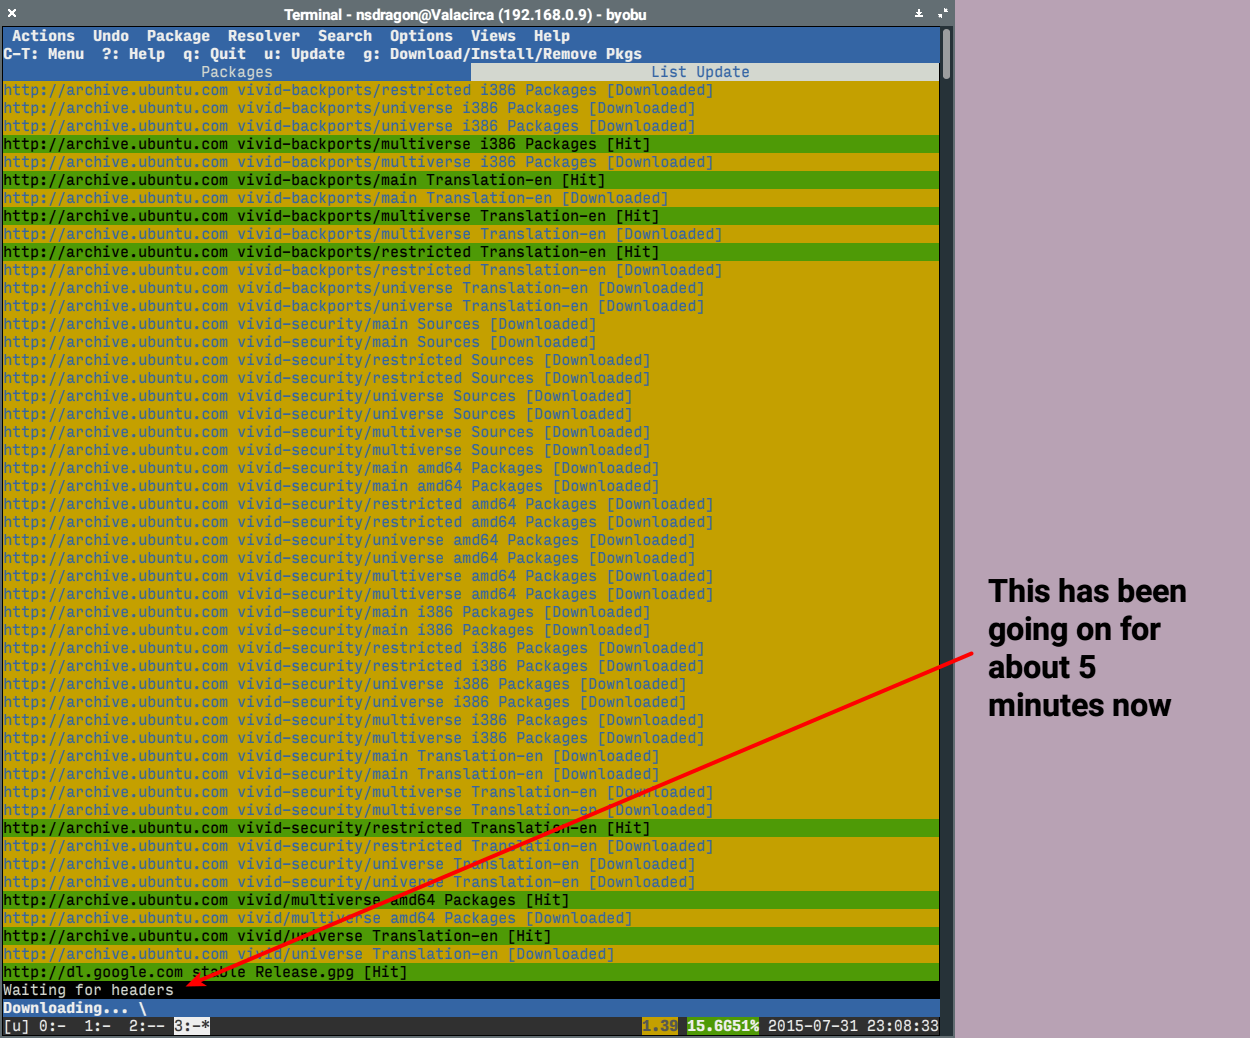 Terminal - nsdragon@Valacirca (192.168.0.9) - byobu
Actions Undo Package Resolver Search Options Views Help
C-T: Menu ?: Help q: Quit u: Update g: Download/Install/Remove Pkgs
Packages List Update
http://archive.ubuntu.com vivid-backports/restricted i386 Packages [Downloaded]
http://archive.ubuntu.com vivid-backports/universe i386 Packages [Downloaded]
http://archive.ubuntu.com vivid-backports/universe i386 Packages [Downloaded]
http://archive.ubuntu.com vivid-backports/multiverse i386 Packages [Hit]
http://archive.ubuntu.com vivid-backports/multiverse i386 Packages [Downloaded]
http://archive.ubuntu.com vivid-backports/main Translation-en [Hit]
http://archive.ubuntu.com vivid-backports/main Translation-en [Downloaded]
http://archive.ubuntu.com vivid-backports/multiverse Translation-en [Hit]
http://archive.ubuntu.com vivid-backports/multiverse Translation-en [Downloaded]
http://archive.ubuntu.com vivid-backports/restricted Translation-en [Hit]
http://archive.ubuntu.com vivid-backports/restricted Translation-en [Downloaded]
http://archive.ubuntu.com vivid-backports/universe Translation-en [Downloaded]
http://archive.ubuntu.com vivid-backports/universe Translation-en [Downloaded]
http://archive.ubuntu.com vivid-security/main Sources [Downloaded]
http://archive.ubuntu.com vivid-security/main Sources [Downloaded]
http://archive.ubuntu.com vivid-security/restricted Sources [Downloaded]
http://archive.ubuntu.com vivid-security/restricted Sources [Downloaded]
http://archive.ubuntu.com vivid-security/universe Sources [Downloaded]
http://archive.ubuntu.com vivid-security/universe Sources [Downloaded]
http://archive.ubuntu.com vivid-security/multiverse Sources [Downloaded]
http://archive.ubuntu.com vivid-security/multiverse Sources [Downloaded]
http://archive.ubuntu.com vivid-security/main amd64 Packages [Downloaded]
http://archive.ubuntu.com vivid-security/main amd64 Packages [Downloaded]
http://archive.ubuntu.com vivid-security/restricted amd64 Packages [Downloaded]
http://archive.ubuntu.com vivid-security/restricted amd64 Packages [Downloaded]
http://archive.ubuntu.com vivid-security/universe amd64 Packages [Downloaded]
http://archive.ubuntu.com vivid-security/universe amd64 Packages [Downloaded]
http://archive.ubuntu.com vivid-security/multiverse amd64 Packages [Downloaded]
http://archive.ubuntu.com vivid-security/multiverse amd64 Packages [Downloaded]
http://archive.ubuntu.com vivid-security/main i386 Packages [Downloaded]
http://archive.ubuntu.com vivid-security/main i386 Packages [Downloaded]
http://archive.ubuntu.com vivid-security/restricted i386 Packages [Downloaded]
http://archive.ubuntu.com vivid-security/restricted i386 Packages [Downloaded]
http://archive.ubuntu.com vivid-security/universe i386 Packages [Downloaded]
http://archive.ubuntu.com vivid-security/universe i386 Packages [Downloaded]
http://archive.ubuntu.com vivid-security/multiverse i386 Packages [Downloaded]
http://archive.ubuntu.com vivid-security/multiverse i386 Packages [Downloaded]
http://archive.ubuntu.com vivid-security/main Translation-en [Downloaded]
http://archive.ubuntu.com vivid-security/main Translation-en [Downloaded]
http://archive.ubuntu.com vivid-security/multiverse Translation-en [Downloaded]
http://archive.ubuntu.com vivid-security/multiverse Translation-en [Downloaded]
http://archive.ubuntu.com vivid-security/restricted Translation-en [Hit]
http://archive.ubuntu.com vivid-security/restricted Translation-en [Downloaded]
http://archive.ubuntu.com vivid-security/universe Translation-en [Downloaded]
http://archive.ubuntu.com vivid-security/universe Translation-en [Downloaded]
http://archive.ubuntu.com vivid/multiverse amd64 Packages [Hit]
http://archive.ubuntu.com vivid/multiverse amd64 Packages [Downloaded]
http://archive.ubuntu.com vivid/universe Translation-en [Hit]
http://archive.ubuntu.com vivid/universe Translation-en [Downloaded]
http://dl.google.com stable Release.gpg [Hit]
Waiting for headers
Downloading... \
[u] 0:- 1:- 2:-- 3:-* 1.39 15.6G51% 2015-07-31 23:08:33
This has been
going on for
about 5
minutes now